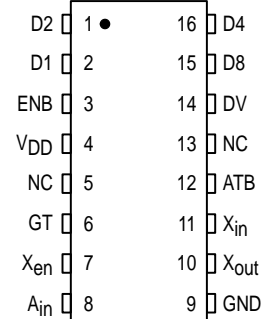 D2 1 16 D4
D1 2 15 D8
ENB 3 14 DV
VDD 4 13 NC
NC 5 12 ATB
GT 6 11 Xin
Xen 7 10 Xout
Ain 8 9 GND